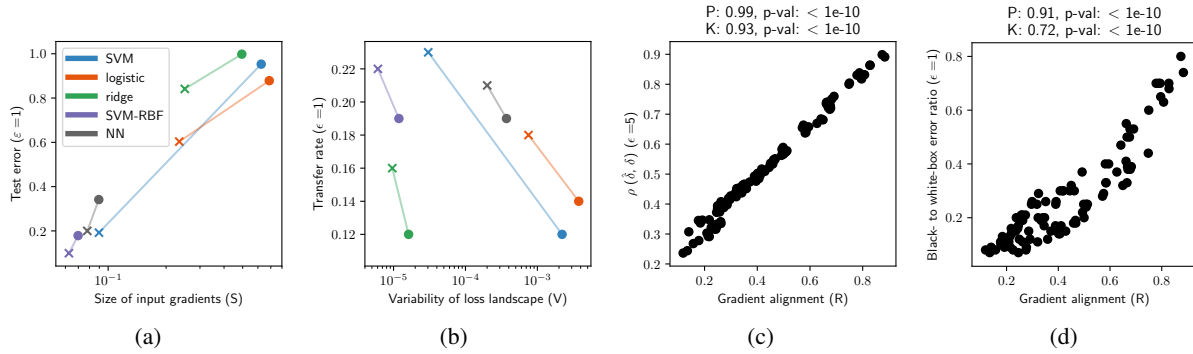 Test error (ε =1)
1.0
0.8
0.6
0.4
0.2
SVM
logistic
ridge
SVM-RBF
NN
10⁻¹
Size of input gradients (S)
(a)
Transfer rate (ϵ =1)
0.22
0.20
0.18
0.16
0.14
0.12
10⁻⁵
10⁻⁴
10⁻³
Variability of loss landscape (V)
(b)
P: 0.99, p-val: < 1e-10
K: 0.93, p-val: < 1e-10
ρ (δ̂, δ) (ϵ =5)
0.9
0.8
0.7
0.6
0.5
0.4
0.3
0.2
0.2
0.4
0.6
0.8
Gradient alignment (R)
(c)
P: 0.91, p-val: < 1e-10
K: 0.72, p-val: < 1e-10
Black- to white-box error ratio (ϵ =1)
0.8
0.6
0.4
0.2
0.0
0.2
0.4
0.6
0.8
Gradient alignment (R)
(d)